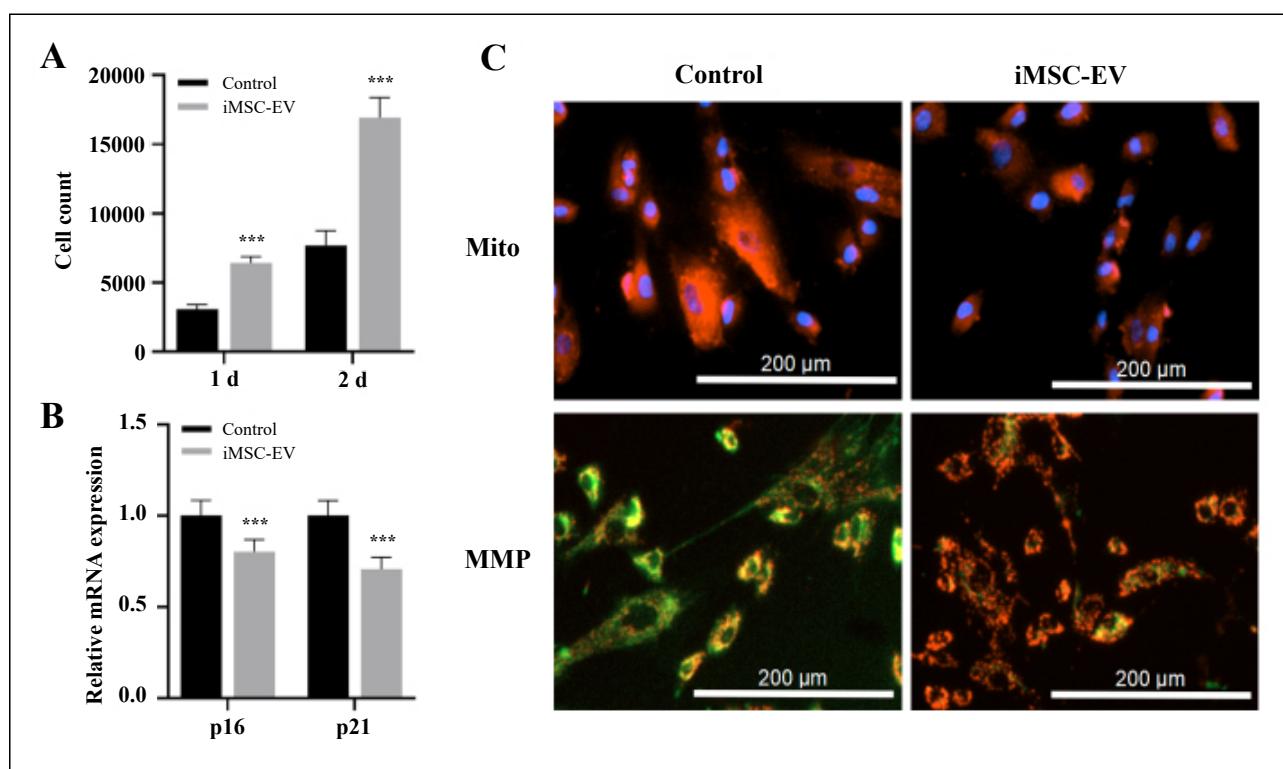 A
Control
iMSC-EV
Cell count
20000
15000
10000
5000
0
***
***
1 d
2 d
B
Control
iMSC-EV
Relative mRNA expression
1.5
1.0
0.5
0.0
***
***
p16
p21
C
Control
iMSC-EV
Mito
200 µm
200 µm
MMP
200 µm
200 µm